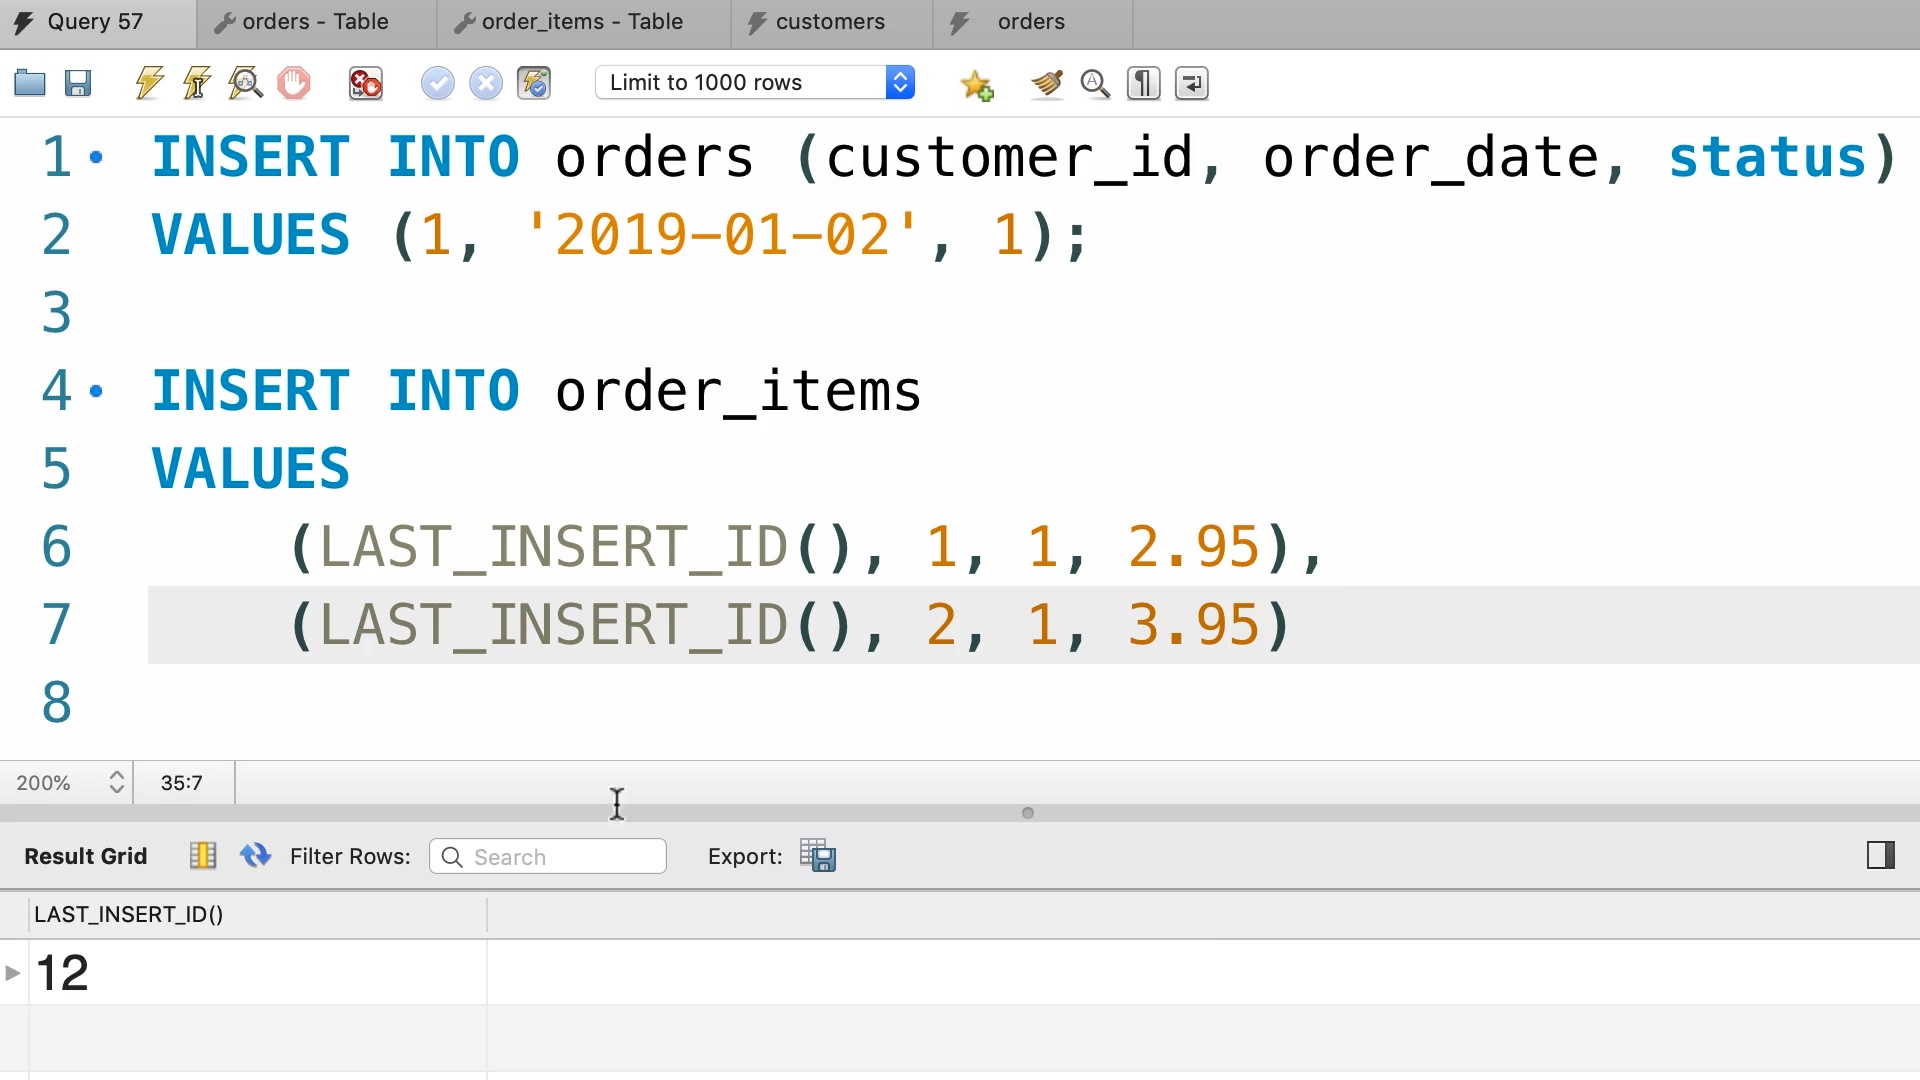 Query 57 orders - Table order_items - Table customers orders
Limit to 1000 rows
1 INSERT INTO orders (customer_id, order_date, status)
2 VALUES (1, '2019-01-02', 1);
3
4 INSERT INTO order_items
5 VALUES
6 (LAST_INSERT_ID(), 1, 1, 2.95),
7 (LAST_INSERT_ID(), 2, 1, 3.95)
8
200% 35:7
Result Grid Filter Rows: Search Export:
LAST_INSERT_ID()
12